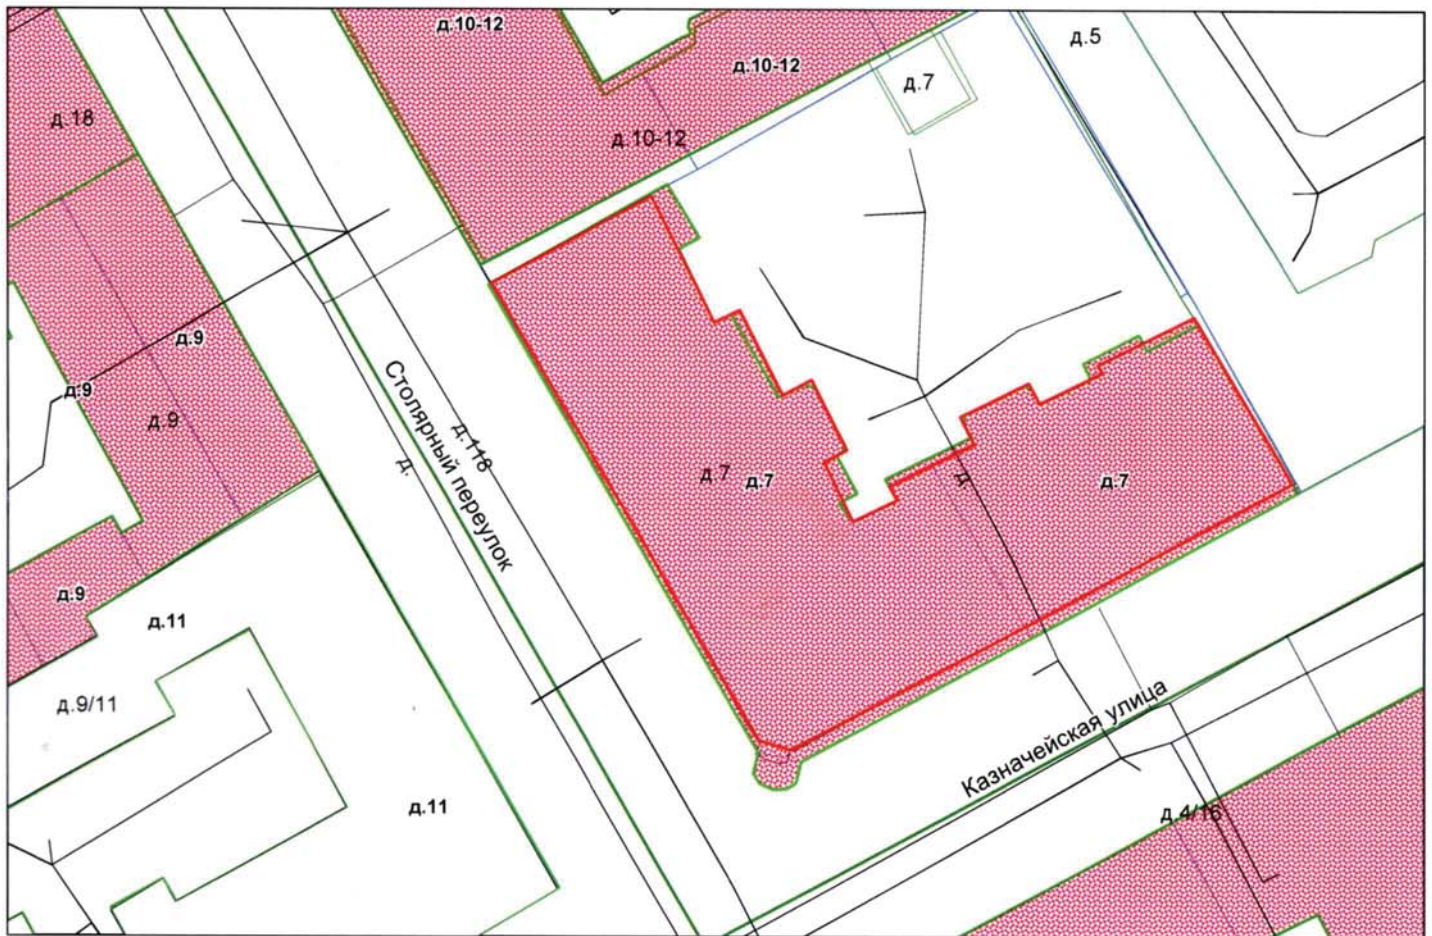 д.10-12
д.5
д.10-12
д.7
д.18
д.10-12
д.9
д.9
д.9
Столярный переулок
д.118
д.
д.7
д.7
д
д.7
д.9
д.11
д.9/11
Казначейская улица
д.11
д.4/16